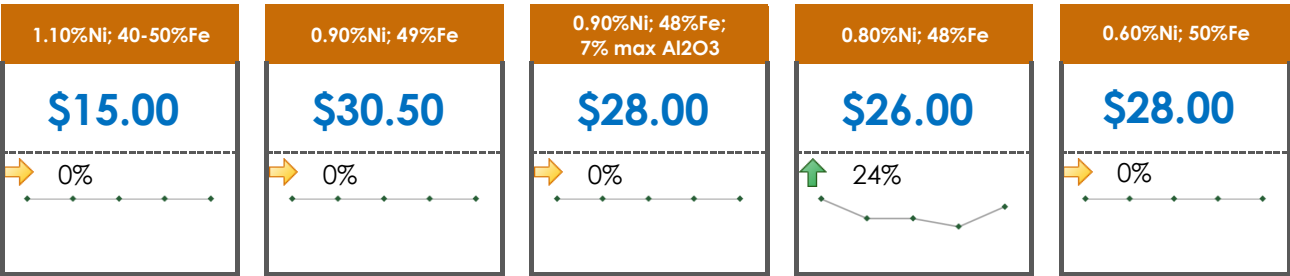 1.10%Ni; 40-50%Fe
$15.00
0%
0.90%Ni; 49%Fe
$30.50
0%
0.90%Ni; 48%Fe;
7% max Al2O3
$28.00
0%
0.80%Ni; 48%Fe
$26.00
24%
0.60%Ni; 50%Fe
$28.00
0%